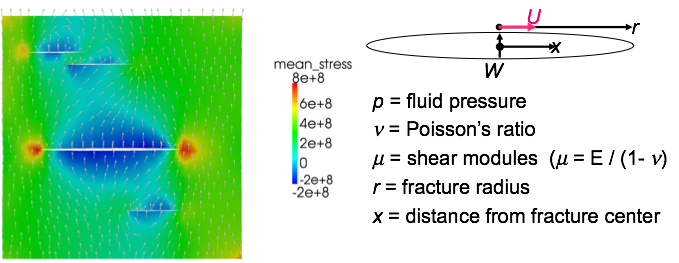 mean_stress
8e+8
6e+8
4e+8
2e+8
0
-2e+8
-2e+8
U
r
x
W
p = fluid pressure
ν = Poisson's ratio
μ = shear modules (μ = E / (1- ν)
r = fracture radius
x = distance from fracture center